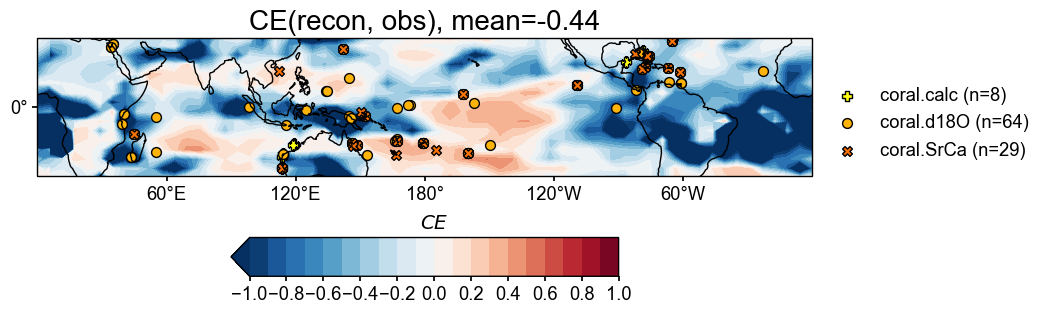 CE(recon, obs), mean=-0.44
0°
60°E
120°E
180°
120°W
60°W
coral.calc (n=8)
coral.d18O (n=64)
coral.SrCa (n=29)
CE
−1.0 −0.8 −0.6 −0.4 −0.2 0.0 0.2 0.4 0.6 0.8 1.0